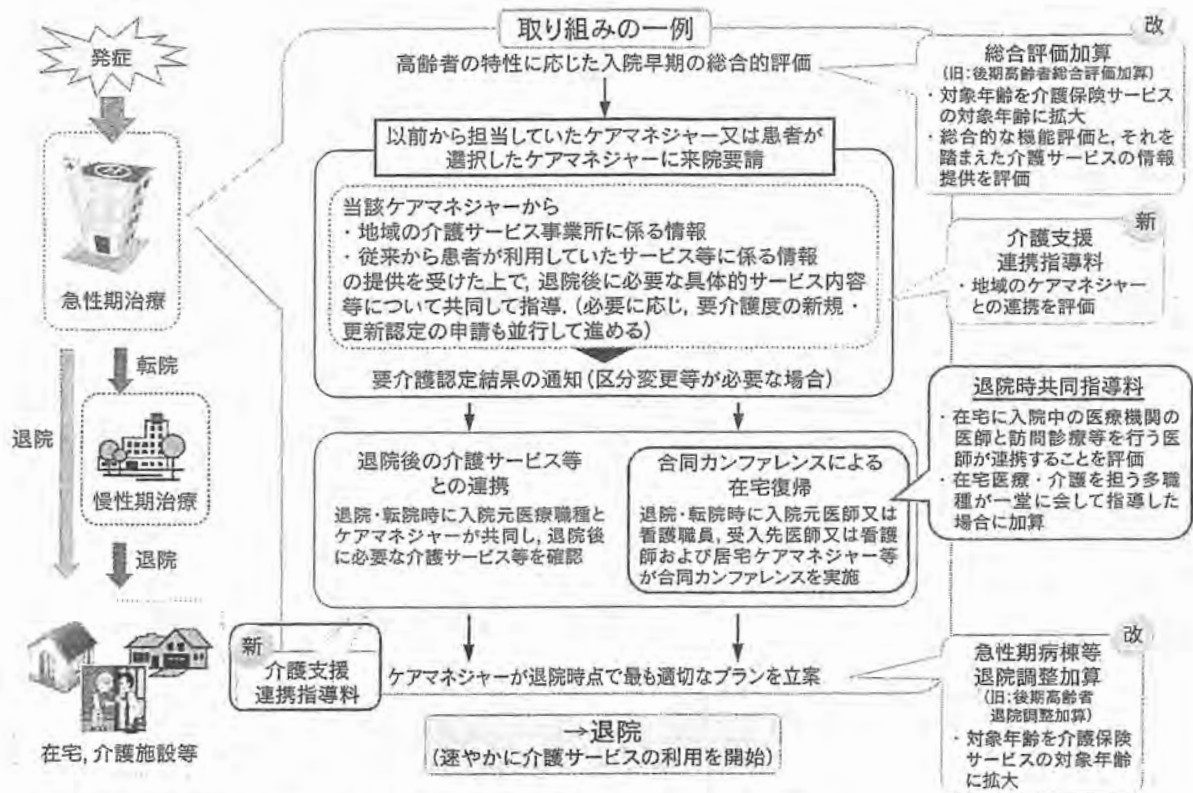 発症
急性期治療
転院
退院
慢性期治療
退院
在宅, 介護施設等
取り組みの一例
高齢者の特性に応じた入院早期の総合的評価
以前から担当していたケアマネジャー又は患者が
選択したケアマネジャーに来院要請
当該ケアマネジャーから
・地域の介護サービス事業所に係る情報
・従来から患者が利用していたサービス等に係る情報
の提供を受けた上で, 退院後に必要な具体的サービス内容
等について共同して指導. (必要に応じ, 要介護度の新規・
更新認定の申請も並行して進める)
要介護認定結果の通知(区分変更等が必要な場合)
退院後の介護サービス等
との連携
退院・転院時に入院元医療職種と
ケアマネジャーが共同し, 退院後
に必要な介護サービス等を確認
合同カンファレンスによる
在宅復帰
退院・転院時に入院元医師又は
看護職員, 受入先医師又は看護
師および居宅ケアマネジャー等
が合同カンファレンスを実施
新
介護支援
連携指導料
ケアマネジャーが退院時点で最も適切なプランを立案
→退院
(速やかに介護サービスの利用を開始)
改
総合評価加算
(旧:後期高齢者総合評価加算)
・対象年齢を介護保険サービス
の対象年齢に拡大
・総合的な機能評価と, それを
踏まえた介護サービスの情報
提供を評価
新
介護支援
連携指導料
・地域のケアマネジャー
との連携を評価
退院時共同指導料
・在宅に入院中の医療機関の
医師と訪問診療等を行う医
師が連携することを評価
・在宅医療・介護を担う多職
種が一堂に会して指導した
場合に加算
改
急性期病棟等
退院調整加算
(旧:後期高齢者
退院調整加算)
・対象年齢を介護保険
サービスの対象年齢
に拡大